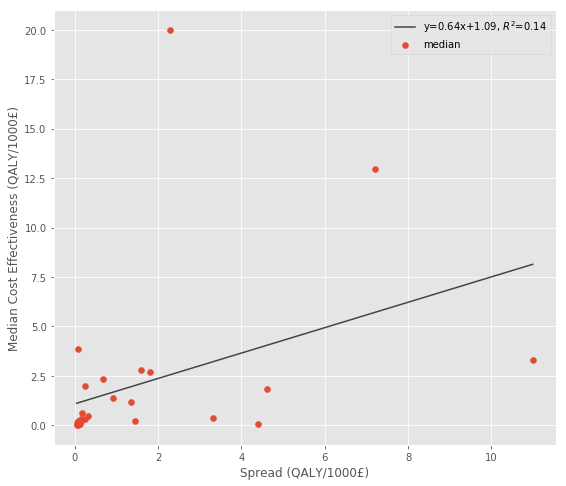 y=0.64x+1.09, R²=0.14
median
20.0
17.5
15.0
12.5
10.0
7.5
5.0
2.5
0.0
Median Cost Effectiveness (QALY/1000£)
0 2 4 6 8 10
Spread (QALY/1000£)